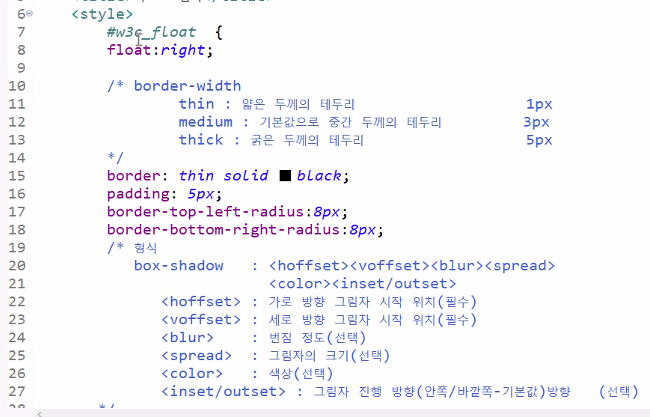 6 <style>
7 #w3c_float {
8 float:right;
9
10 /* border-width
11 thin : 얇은 두께의 테두리 1px
12 medium : 기본값으로 중간 두께의 테두리 3px
13 thick : 굵은 두께의 테두리 5px
14 */
15 border: thin solid black;
16 padding: 5px;
17 border-top-left-radius:8px;
18 border-bottom-right-radius:8px;
19 /* 형식
20 box-shadow : <hoffset><voffset><blur><spread>
21 <color><inset/outset>
22 <hoffset> : 가로 방향 그림자 시작 위치(필수)
23 <voffset> : 세로 방향 그림자 시작 위치(필수)
24 <blur> : 번짐 정도(선택)
25 <spread> : 그림자의 크기(선택)
26 <color> : 색상(선택)
27 <inset/outset> : 그림자 진행 방향(안쪽/바깥쪽-기본값)방향 (선택)
28 */